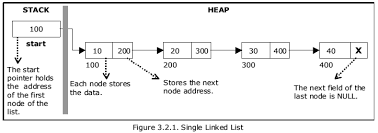 STACK
HEAP
100
start
10 200
20 300
30 400
40 X
100
200
300
400
The start
pointer holds
the address
of the first
node of the
list.
Each node stores
the data.
Stores the next
node address.
The next field of the
last node is NULL.
Figure 3.2.1. Single Linked List